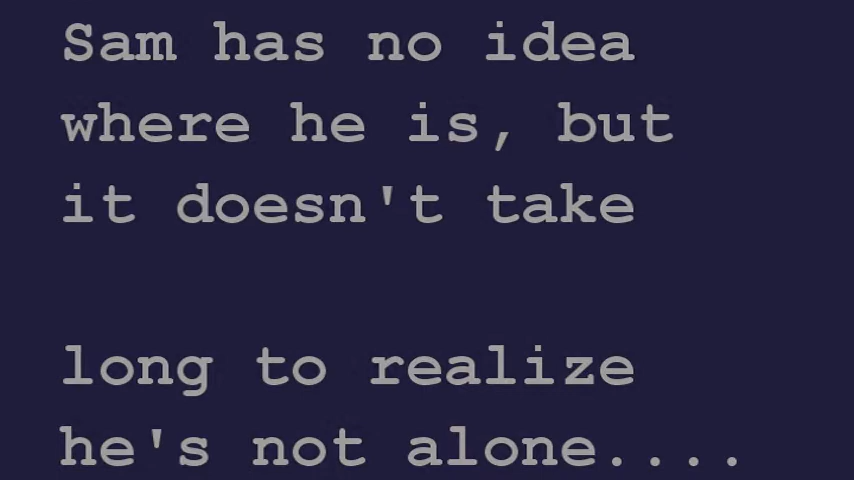 Sam has no idea
where he is, but
it doesn't take
long to realize
he's not alone....